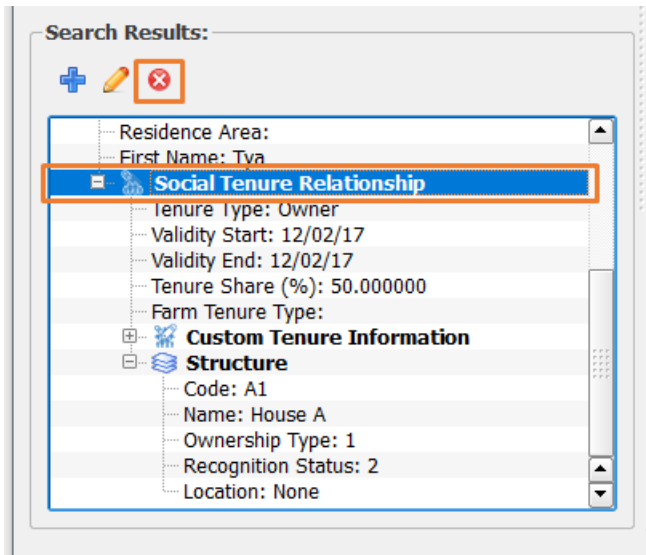 Search Results:
Residence Area:
First Name: Tya
Social Tenure Relationship
Tenure Type: Owner
Validity Start: 12/02/17
Validity End: 12/02/17
Tenure Share (%): 50.000000
Farm Tenure Type:
Custom Tenure Information
Structure
Code: A1
Name: House A
Ownership Type: 1
Recognition Status: 2
Location: None